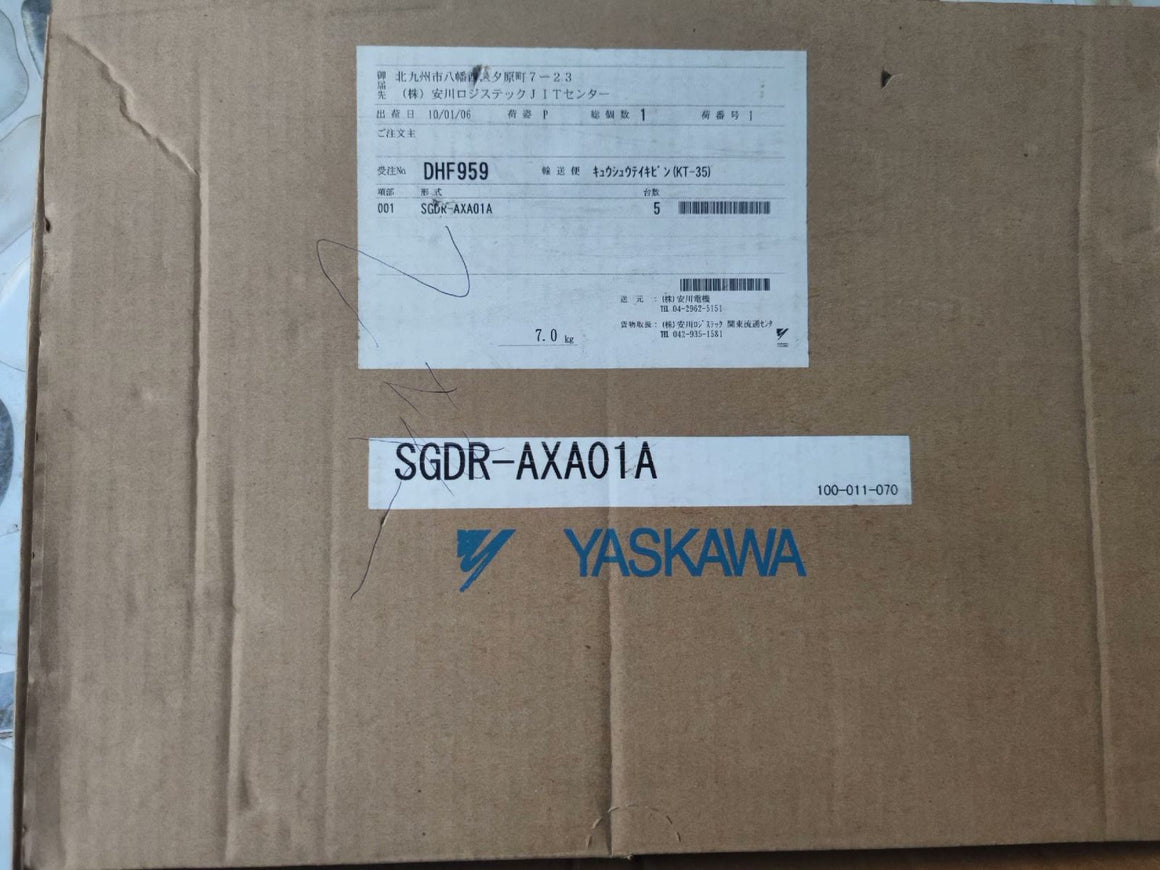 御届先
北九州市八幡西 夕原町7-23
(株)安川ロジステックJITセンター
出荷日 10/01/06 荷姿 P 総個数 1 荷番号 1
ご注文主
受注No. DHF959 輸送便 キュウシュウテイキビン(KT-35)
項部 形式 台数
001 SGDR-AXA01A 5
送元:(株)安川電機
TEL 04-2962-5151
貨物取扱:(株)安川ロジステック 関東流通センタ
TEL 042-935-1581
7.0 kg
SGDR-AXA01A
100-011-070
YASKAWA